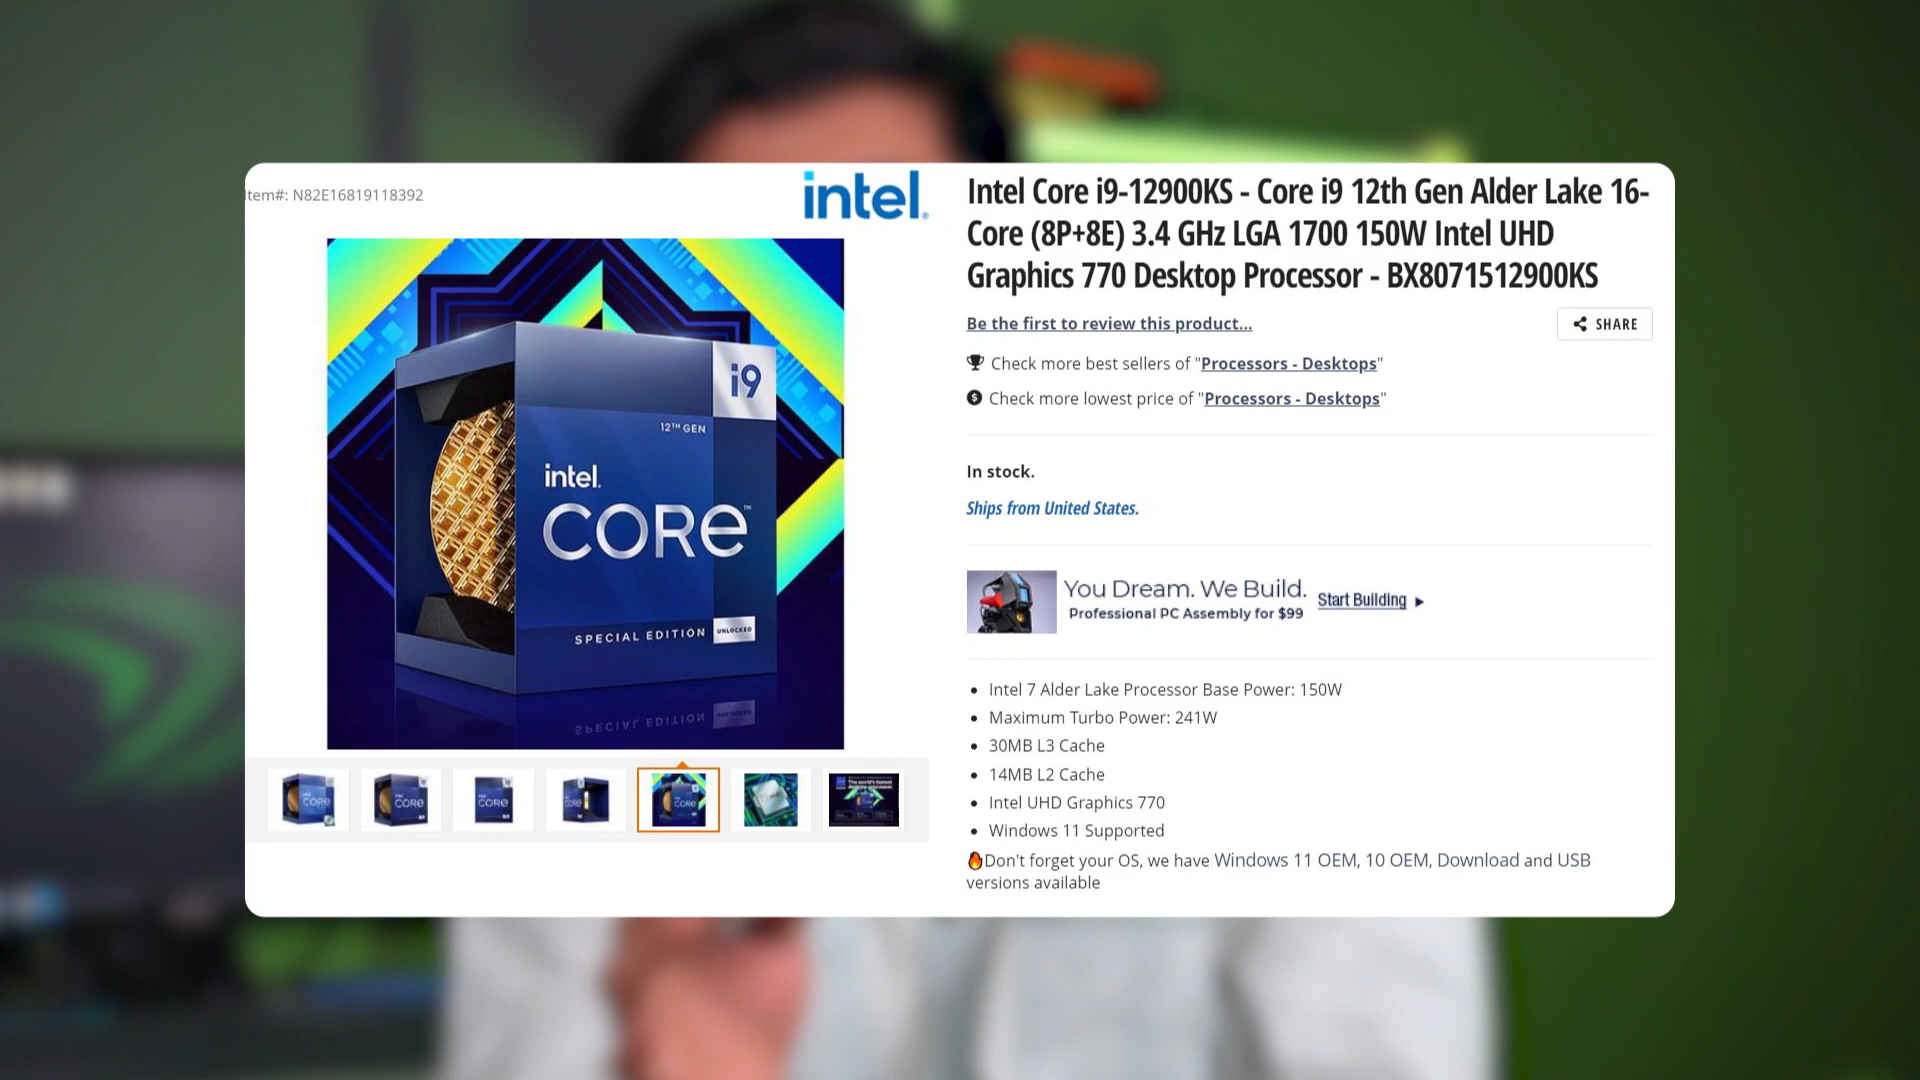 Item#: N82E16819118392
intel.
i9
12TH GEN
intel.
CORE™
SPECIAL EDITION UNLOCKED
Intel Core i9-12900KS - Core i9 12th Gen Alder Lake 16-
Core (8P+8E) 3.4 GHz LGA 1700 150W Intel UHD
Graphics 770 Desktop Processor - BX8071512900KS
Be the first to review this product...
SHARE
Check more best sellers of "Processors - Desktops"
Check more lowest price of "Processors - Desktops"
In stock.
Ships from United States.
You Dream. We Build.
Professional PC Assembly for $99
Start Building
Intel 7 Alder Lake Processor Base Power: 150W
Maximum Turbo Power: 241W
30MB L3 Cache
14MB L2 Cache
Intel UHD Graphics 770
Windows 11 Supported
🔥Don't forget your OS, we have Windows 11 OEM, 10 OEM, Download and USB
versions available